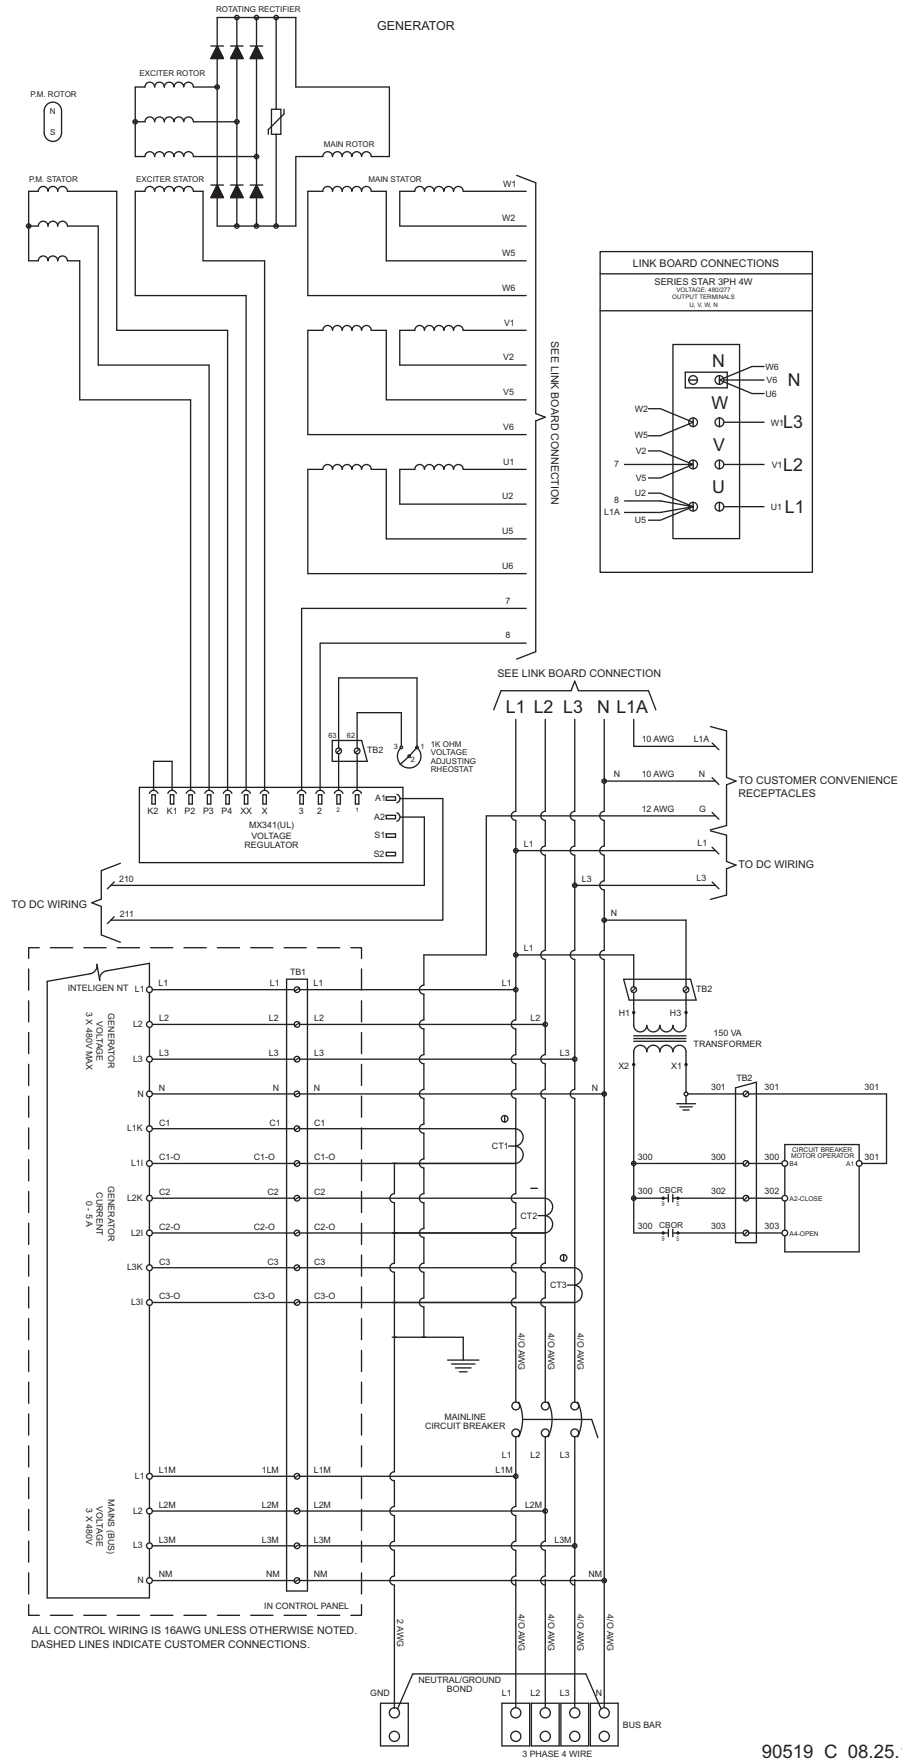 ROTATING RECTIFIER
GENERATOR
EXCITER ROTOR
P.M. ROTOR
N
S
MAIN ROTOR
P.M. STATOR
EXCITER STATOR
MAIN STATOR
W1
W2
W5
W6
V1
V2
V5
V6
U1
U2
U5
U6
7
8
SEE LINK BOARD CONNECTION
LINK BOARD CONNECTIONS
SERIES STAR 3PH 4W
VOLTAGE: 480/277
OUTPUT TERMINALS
U, V, W, N
N
W6
V6 N
U6
W
W2
W5
W1 L3
V
V2
7
V5
V1 L2
U
U2
8
L1A
U5
U1 L1
SEE LINK BOARD CONNECTION
L1 L2 L3 N L1A
63 62
TB2
3 1
2
1K OHM
VOLTAGE
ADJUSTING
RHEOSTAT
10 AWG L1A
N 10 AWG N
12 AWG G
TO CUSTOMER CONVENIENCE
RECEPTACLES
K2 K1 P2 P3 P4 XX X 3 2 2 1
A1
A2
S1
S2
MX341(UL)
VOLTAGE
REGULATOR
L1 L1
L3 L3
TO DC WIRING
210
TO DC WIRING
211
N
L1
INTELIGEN NT
TB1
TB2
H1 H3
150 VA
TRANSFORMER
X2 X1
GENERATOR
VOLTAGE
3 X 480V MAX
L1 L1 L1 L1 L1
L2 L2 L2 L2 L2
L3 L3 L3 L3 L3
N N N N N
TB2
301 301 301
L1K C1 C1 C1
CT1
L1I C1-O C1-O C1-O
CIRCUIT BREAKER
MOTOR OPERATOR
300 300 300 B4 A1 301
GENERATOR
CURRENT
0 - 5 A
L2K C2 C2 C2
CT2
L2I C2-O C2-O C2-O
300 CBCR 302 302 A2-CLOSE
9 5
300 CBOR 303 303 A4-OPEN
9 5
L3K C3 C3 C3
CT3
L3I C3-O C3-O C3-O
4/O AWG 4/O AWG 4/O AWG
MAINLINE
CIRCUIT BREAKER
L1 L2 L3
MAINS (BUS)
VOLTAGE
3 X 480V
L1 L1M 1LM L1M L1M
L2 L2M L2M L2M L2M
L3 L3M L3M L3M L3M
N NM NM NM NM
IN CONTROL PANEL
ALL CONTROL WIRING IS 16AWG UNLESS OTHERWISE NOTED.
DASHED LINES INDICATE CUSTOMER CONNECTIONS.
2 AWG 4/O AWG 4/O AWG 4/O AWG 4/O AWG
NEUTRAL/GROUND
BOND
GND L1 L2 L3 N
BUS BAR
3 PHASE 4 WIRE
90519 C 08.25.